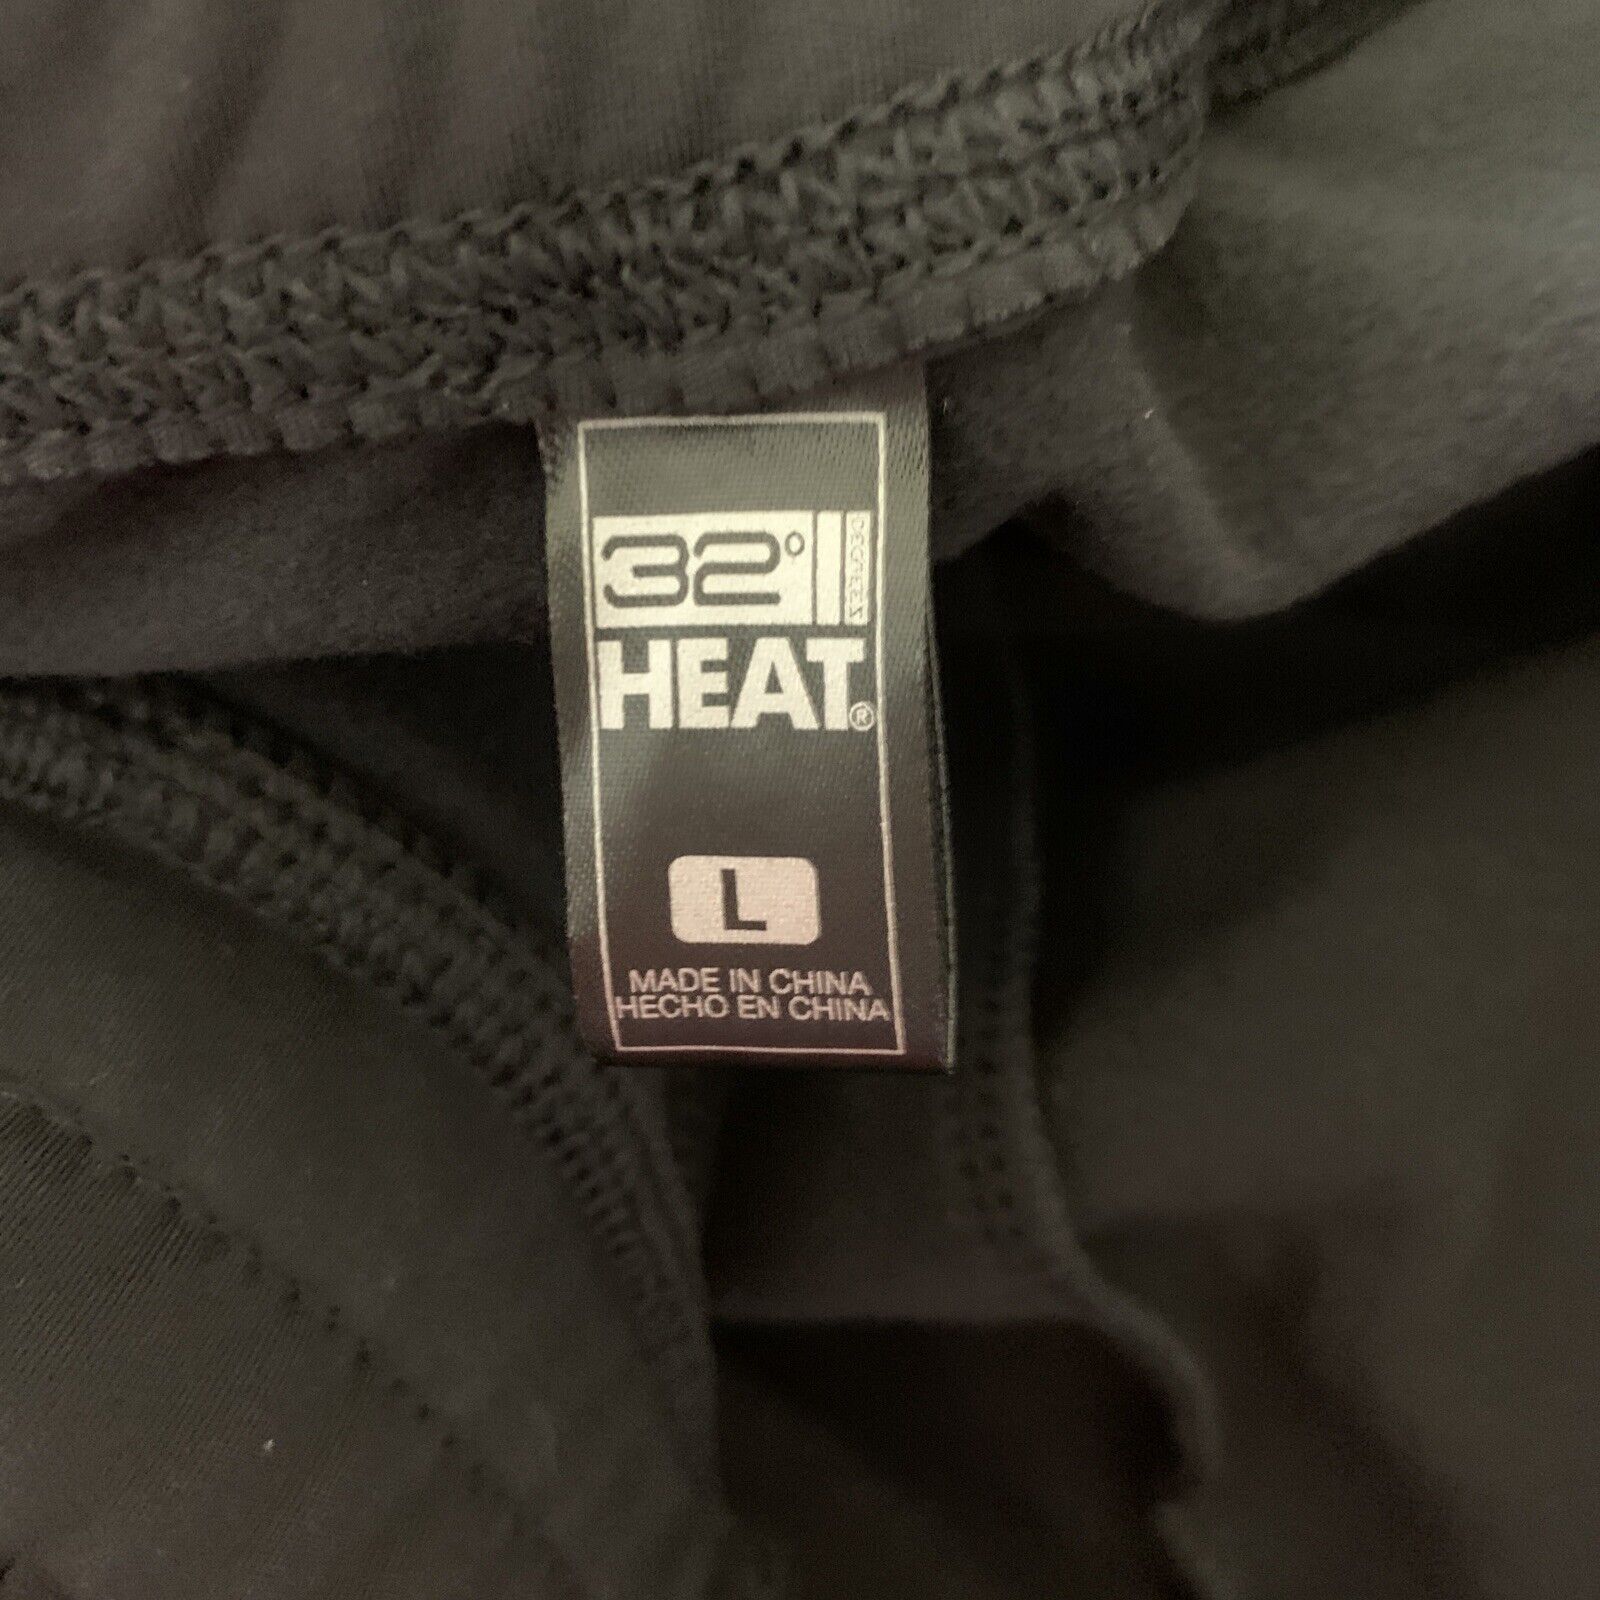 32° DEGREES
HEAT®
L
MADE IN CHINA
HECHO EN CHINA